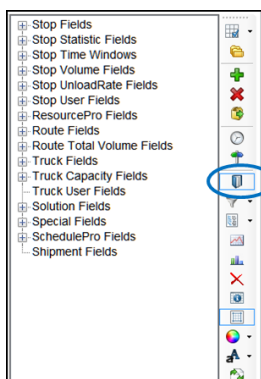 Stop Fields
Stop Statistic Fields
Stop Time Windows
Stop Volume Fields
Stop UnloadRate Fields
Stop User Fields
ResourcePro Fields
Route Fields
Route Total Volume Fields
Truck Fields
Truck Capacity Fields
Truck User Fields
Solution Fields
Special Fields
SchedulePro Fields
Shipment Fields